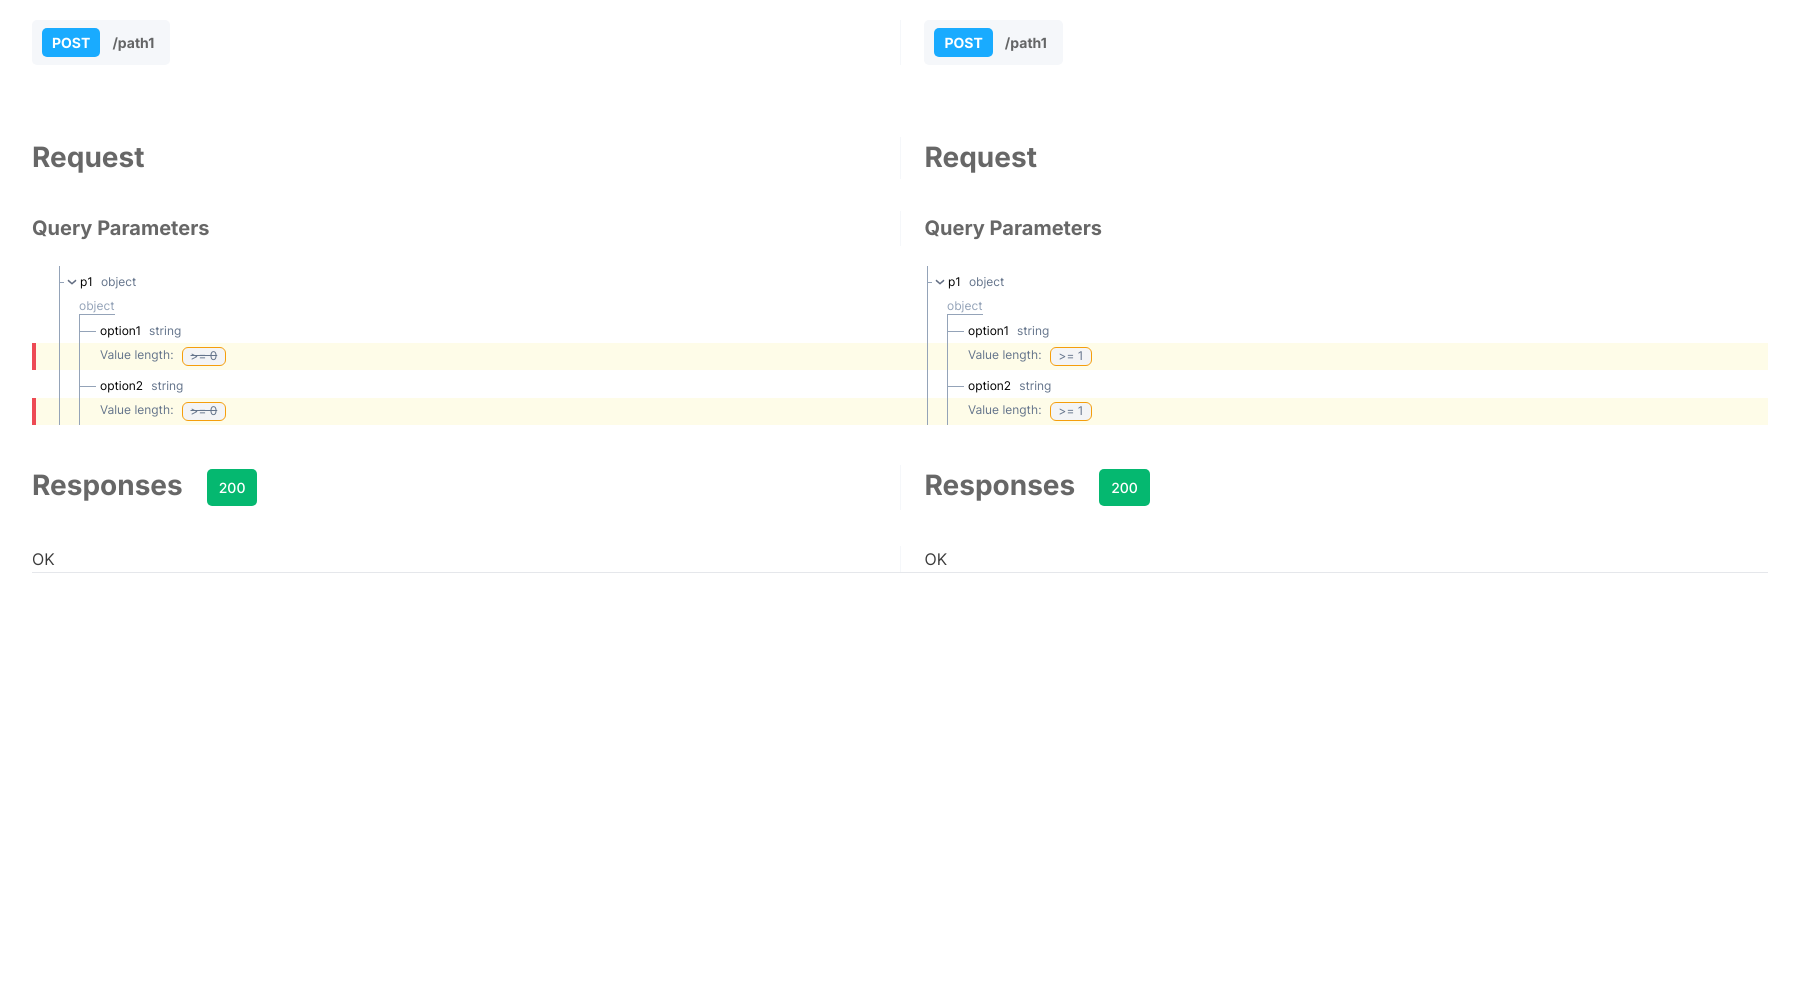 POST /path1 POST /path1
Request Request
Query Parameters Query Parameters
p1 object p1 object
object object
option1 string option1 string
Value length: >= 0 Value length: >= 1
option2 string option2 string
Value length: >= 0 Value length: >= 1
Responses 200 Responses 200
OK OK